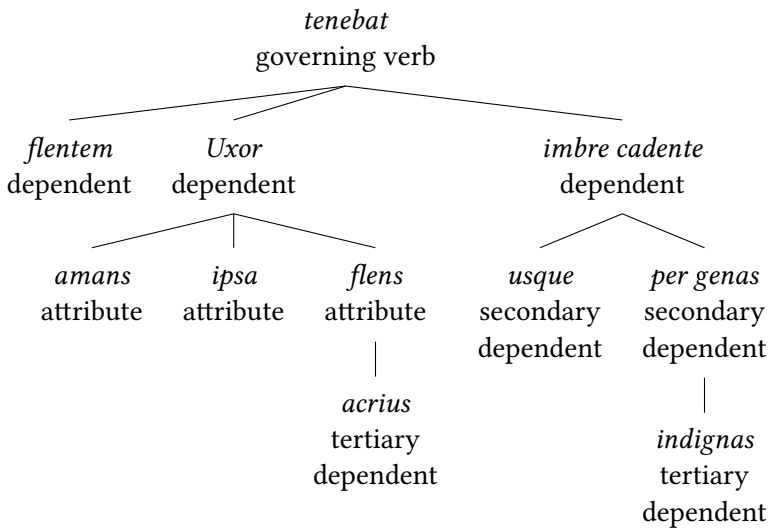 tenebat
governing verb
flentem Uxor imbre cadente
dependent dependent dependent
amans ipsa flens usque per genas
attribute attribute attribute secondary secondary
dependent dependent
acrius
tertiary
dependent
indignas
tertiary
dependent